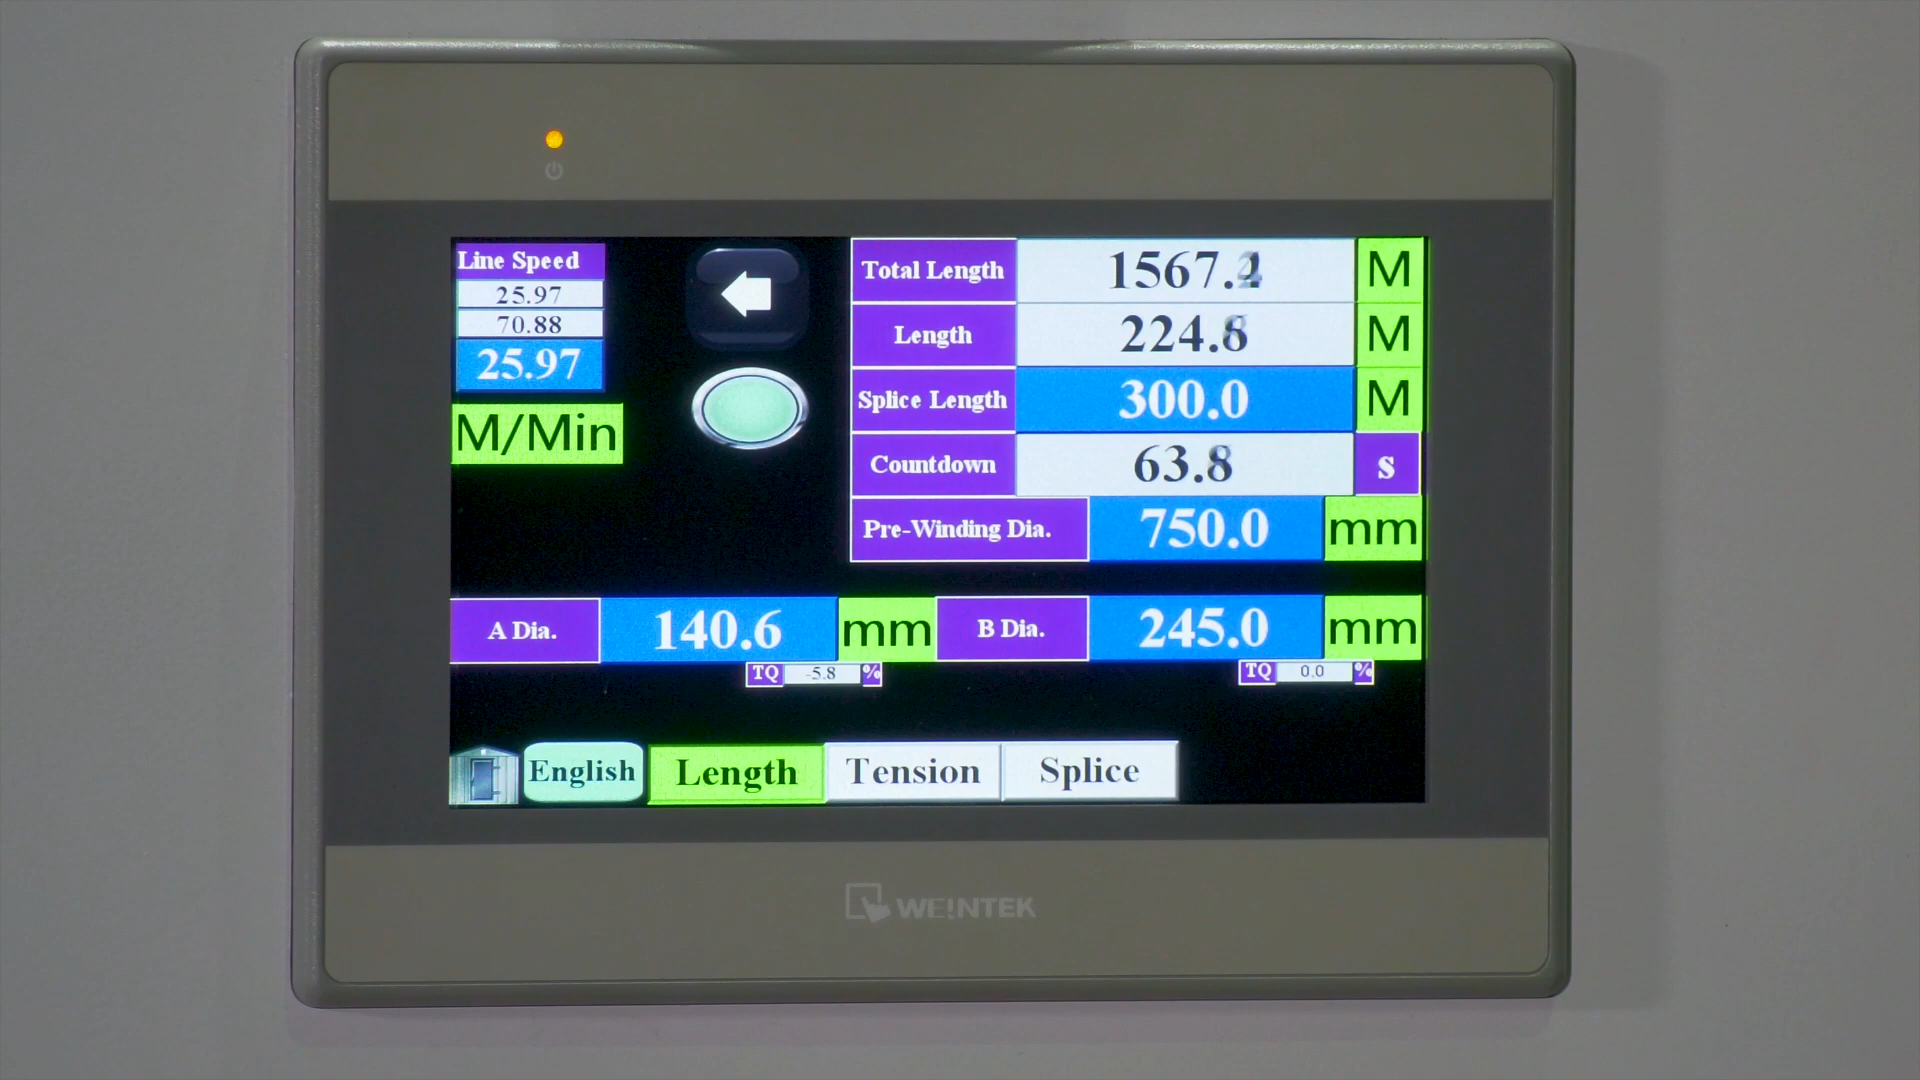 Line Speed
25.97
70.88
25.97
M/Min
Total Length 1567. M
Length 224. M
Splice Length 300.0 M
Countdown 63.8 s
Pre-Winding Dia. 750.0 mm
A Dia. 140.6 mm B Dia. 245.0 mm
TQ -5.8 % TQ 0.0 %
English Length Tension Splice
WEINTEK